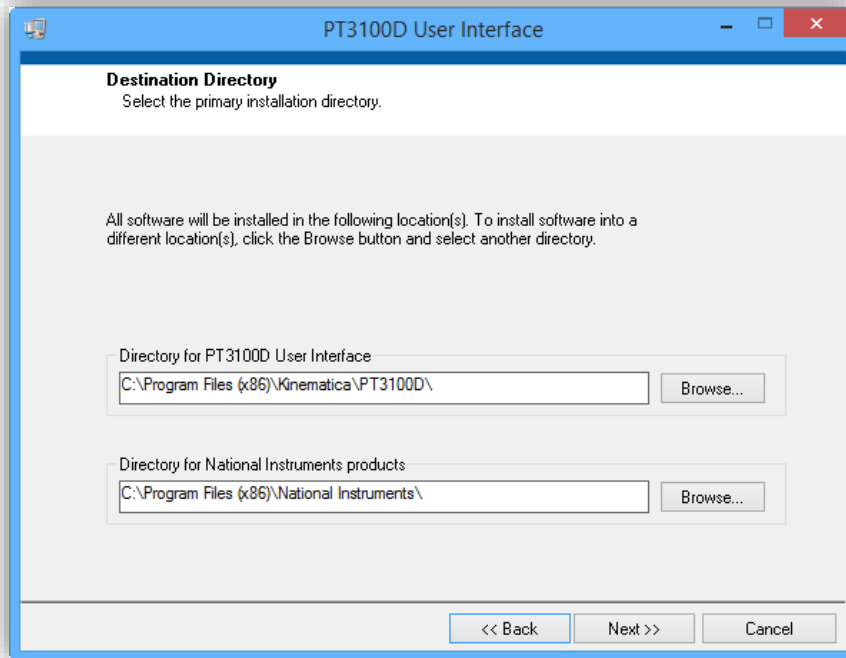 PT3100D User Interface
Destination Directory
Select the primary installation directory.
All software will be installed in the following location(s). To install software into a
different location(s), click the Browse button and select another directory.
Directory for PT3100D User Interface
C:\Program Files (x86)\Kinematica\PT3100D\
Browse...
Directory for National Instruments products
C:\Program Files (x86)\National Instruments\
Browse...
<< Back
Next >>
Cancel